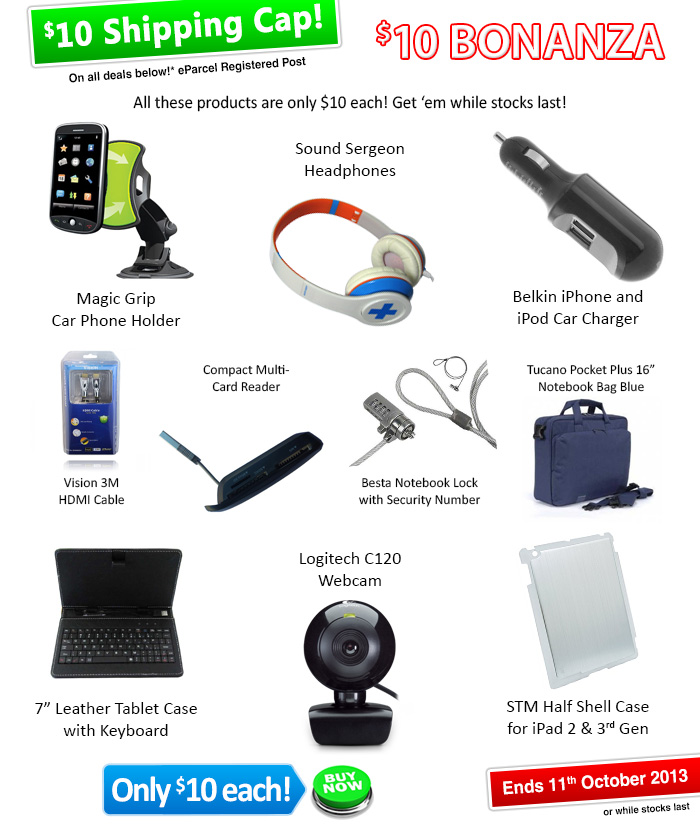 $10 Shipping Cap!
On all deals below!* eParcel Registered Post
$10 BONANZA
All these products are only $10 each! Get ‘em while stocks last!
Magic Grip
Car Phone Holder
Sound Sergeon
Headphones
Belkin iPhone and
iPod Car Charger
Vision 3M
HDMI Cable
Compact Multi-
Card Reader
Besta Notebook Lock
with Security Number
Tucano Pocket Plus 16”
Notebook Bag Blue
7” Leather Tablet Case
with Keyboard
Logitech C120
Webcam
STM Half Shell Case
for iPad 2 & 3rd Gen
Only $10 each!
BUY
NOW
Ends 11th October 2013
or while stocks last